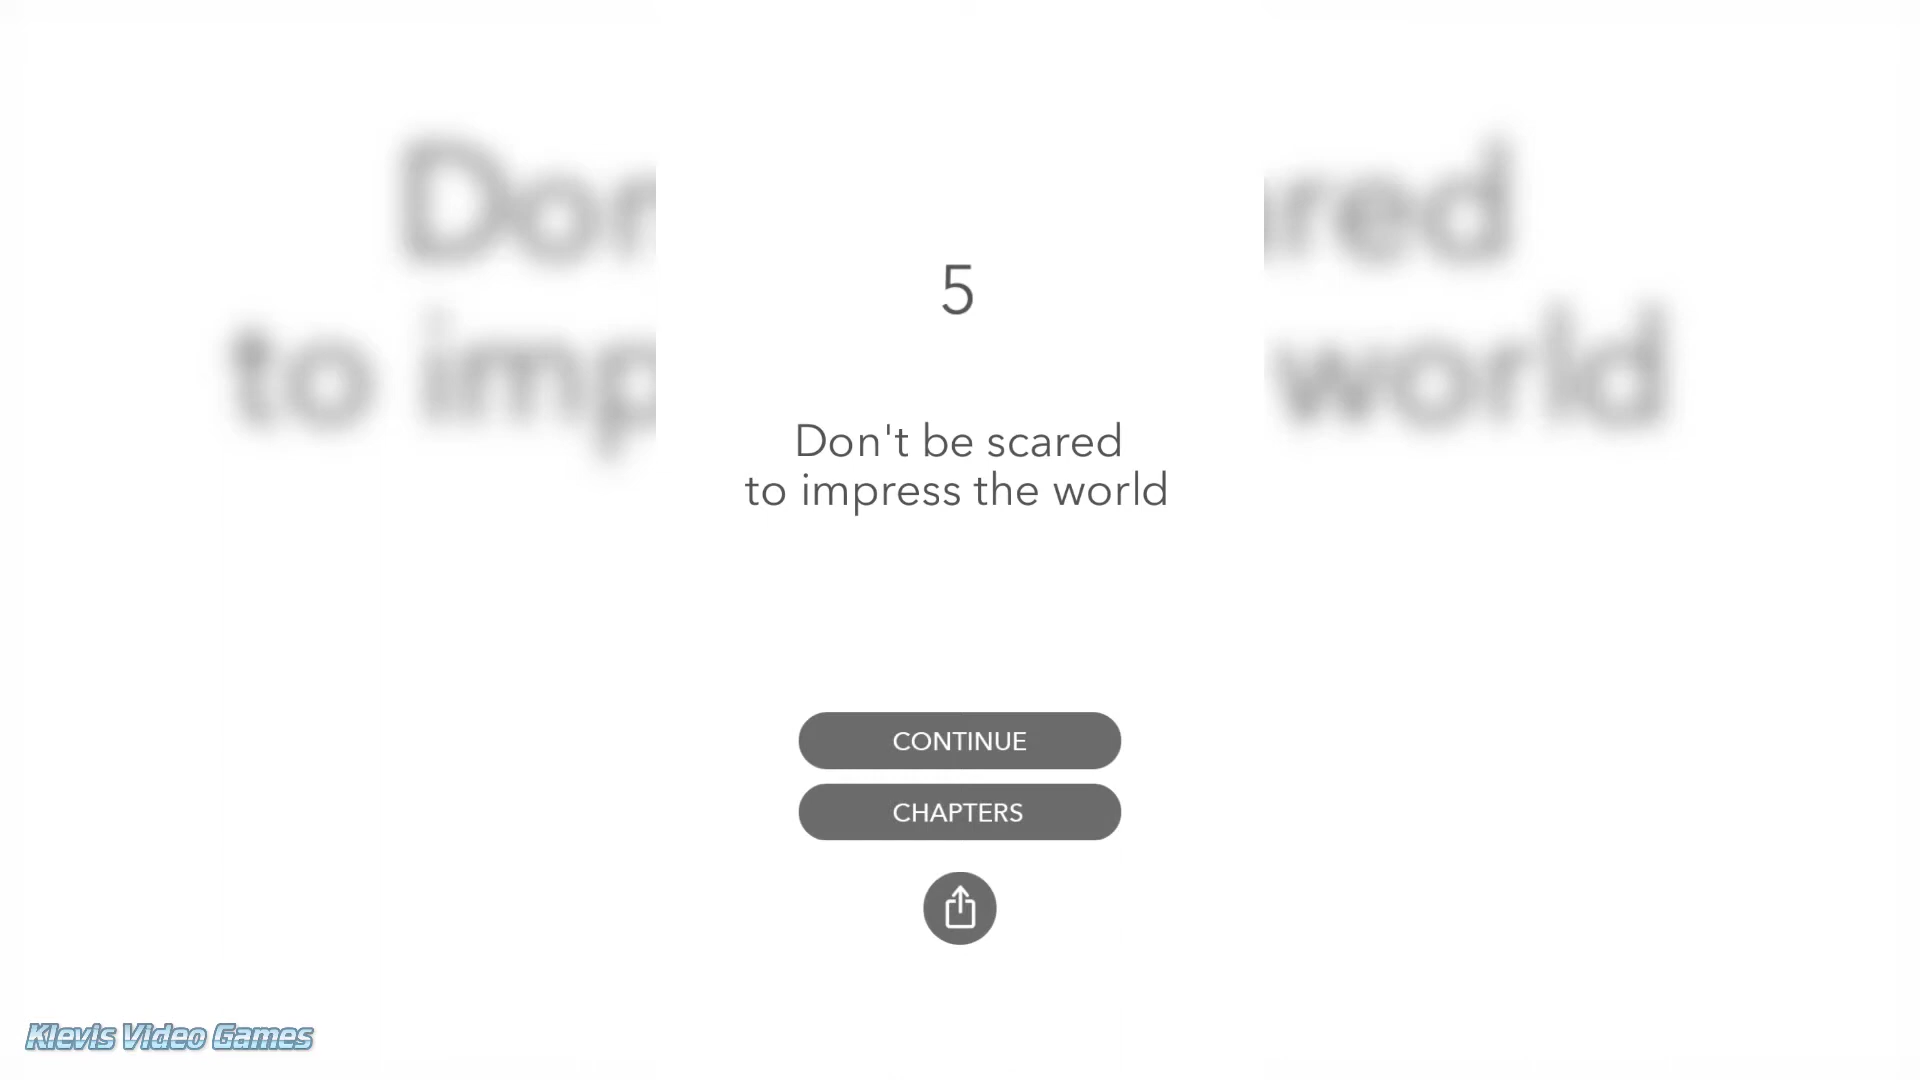 5
Don't be scared
to impress the world
CONTINUE
CHAPTERS
Klevis Video Games